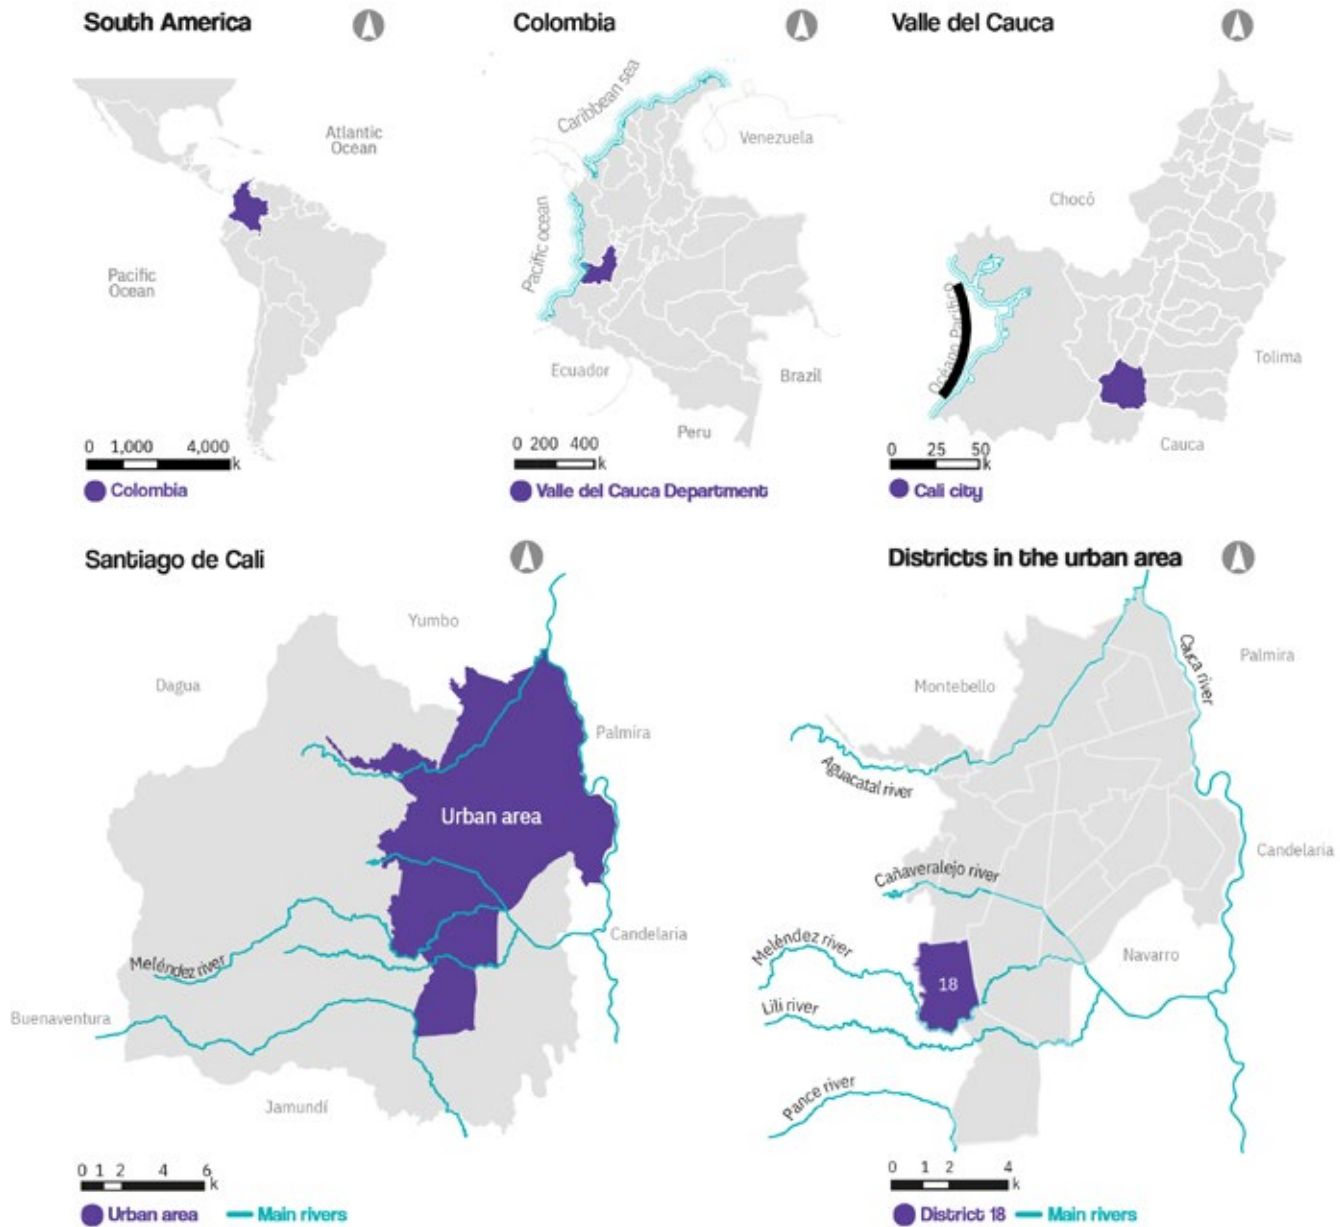 South America
Atlantic
Ocean
Pacific
Ocean
0 1,000 4,000
k
Colombia
Colombia
Caribbean sea
Venezuela
Pacific ocean
Ecuador
Brazil
Peru
0 200 400
k
Valle del Cauca Department
Valle del Cauca
Chocó
Océano Pacífico
Tolima
Cauca
0 25 50
k
Cali city
Santiago de Cali
Yumbo
Dagua
Palmira
Urban area
Candelaria
Meléndez river
Buenaventura
Jamundí
0 1 2 4 6
k
Urban area
Main rivers
Districts in the urban area
Cauca river
Palmira
Montebello
Aguacatal river
Candelaria
Cañaveralejo river
Meléndez river
Navarro
18
Lili river
Pance river
0 1 2 4
k
District 18
Main rivers